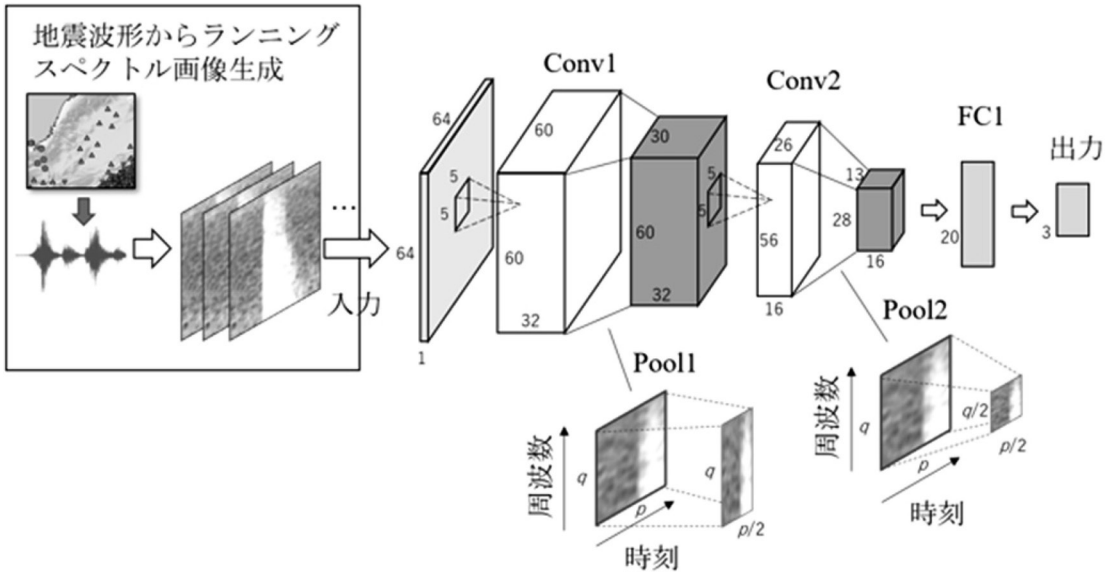 地震波形からランニング
スペクトル画像生成
…
入力
64
64
1
5
5
Conv1
60
60
32
30
60
32
5
5
Conv2
26
56
16
13
28
16
FC1
20
出力
3
Pool1
周波数
q
p
時刻
q
p/2
Pool2
周波数
q
p
時刻
q/2
p/2